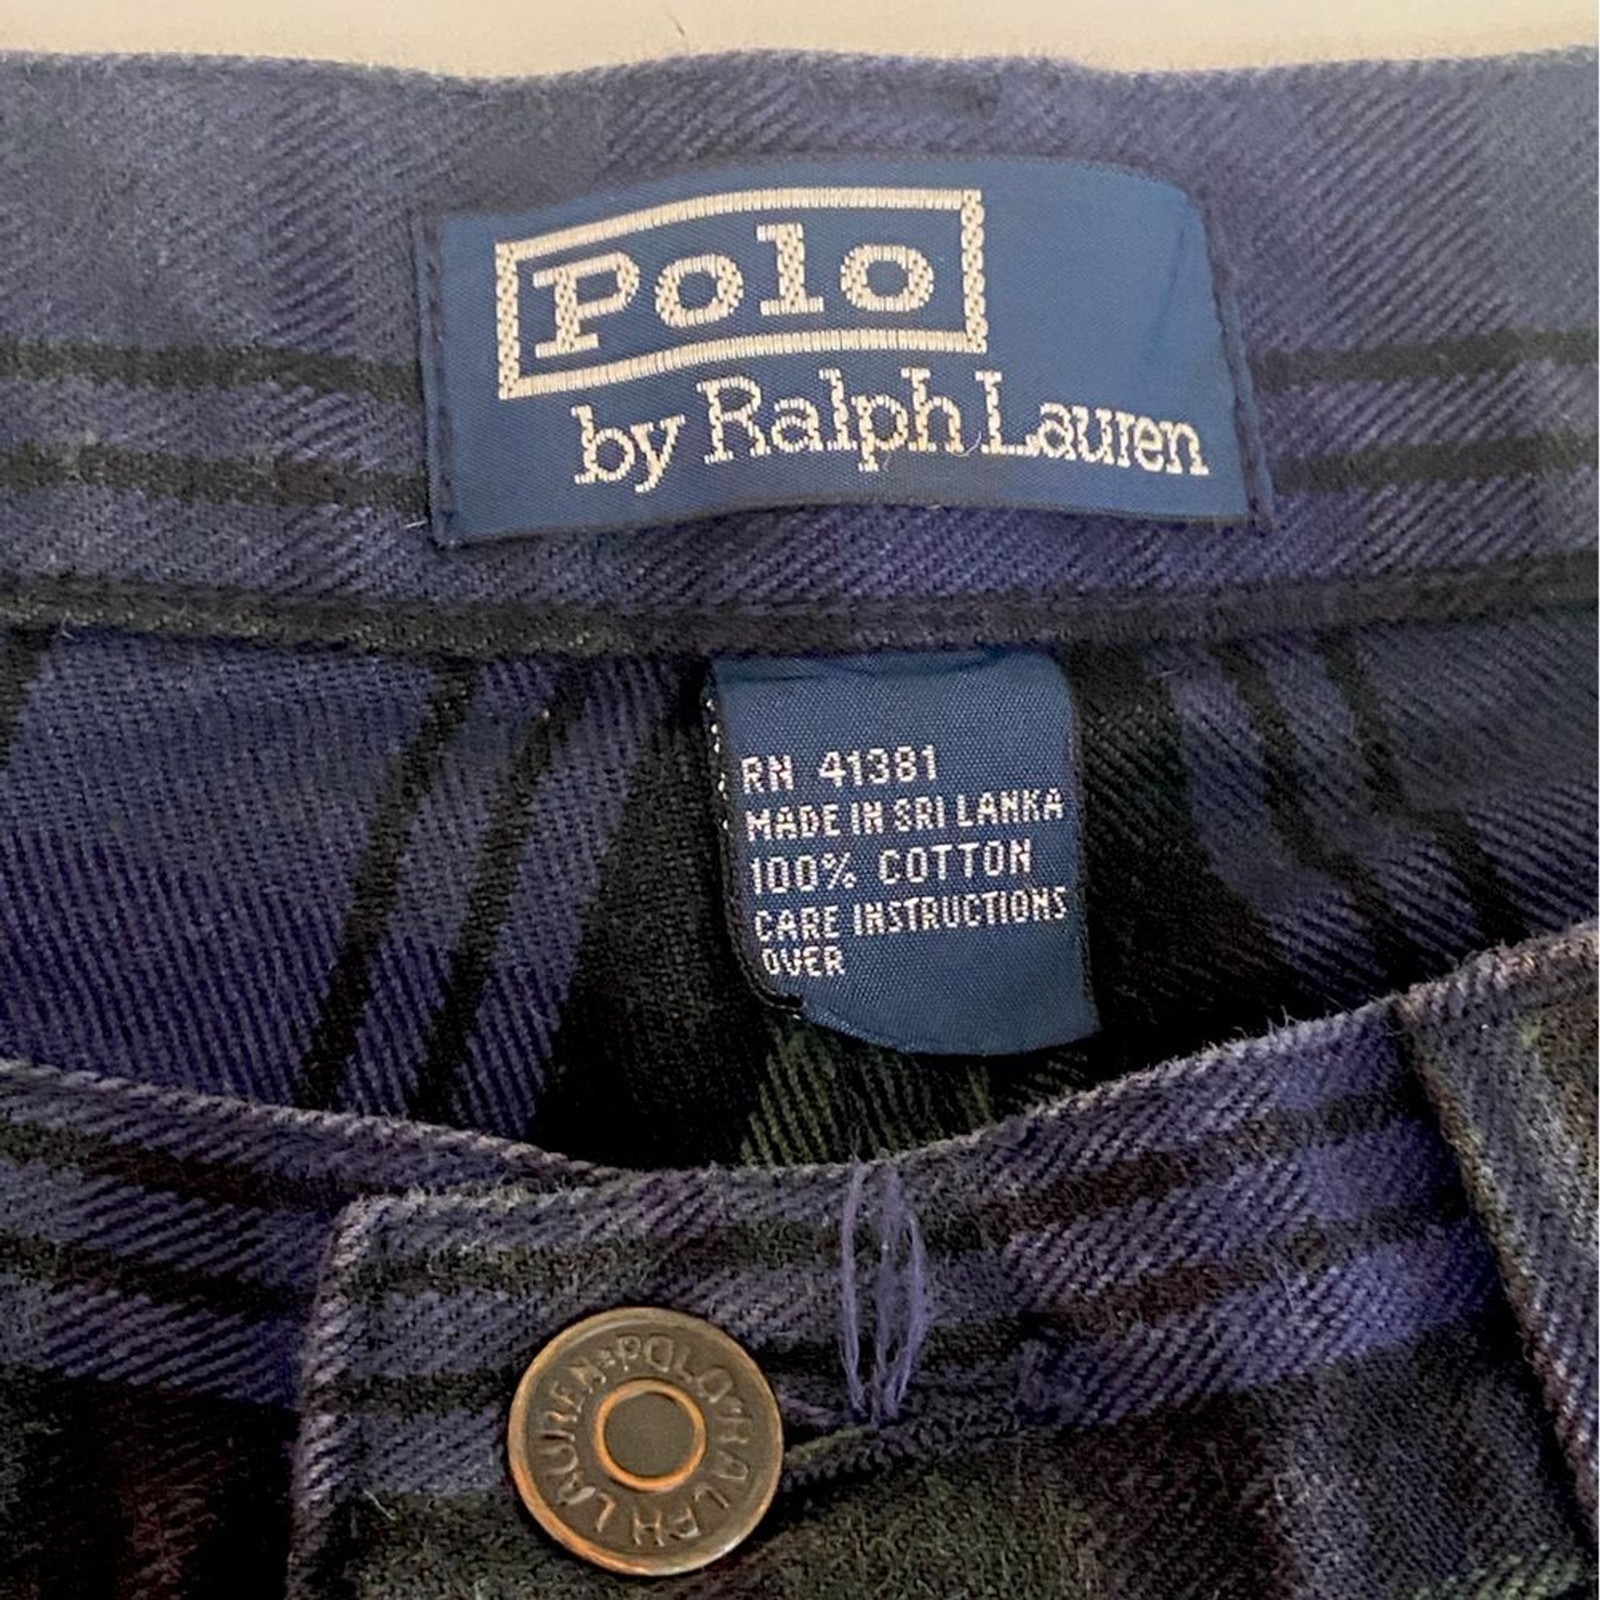 Polo
by Ralph Lauren
RN 41381
MADE IN SRI LANKA
100% COTTON
CARE INSTRUCTIONS
OVER
POLO*RALPH LAUREN*